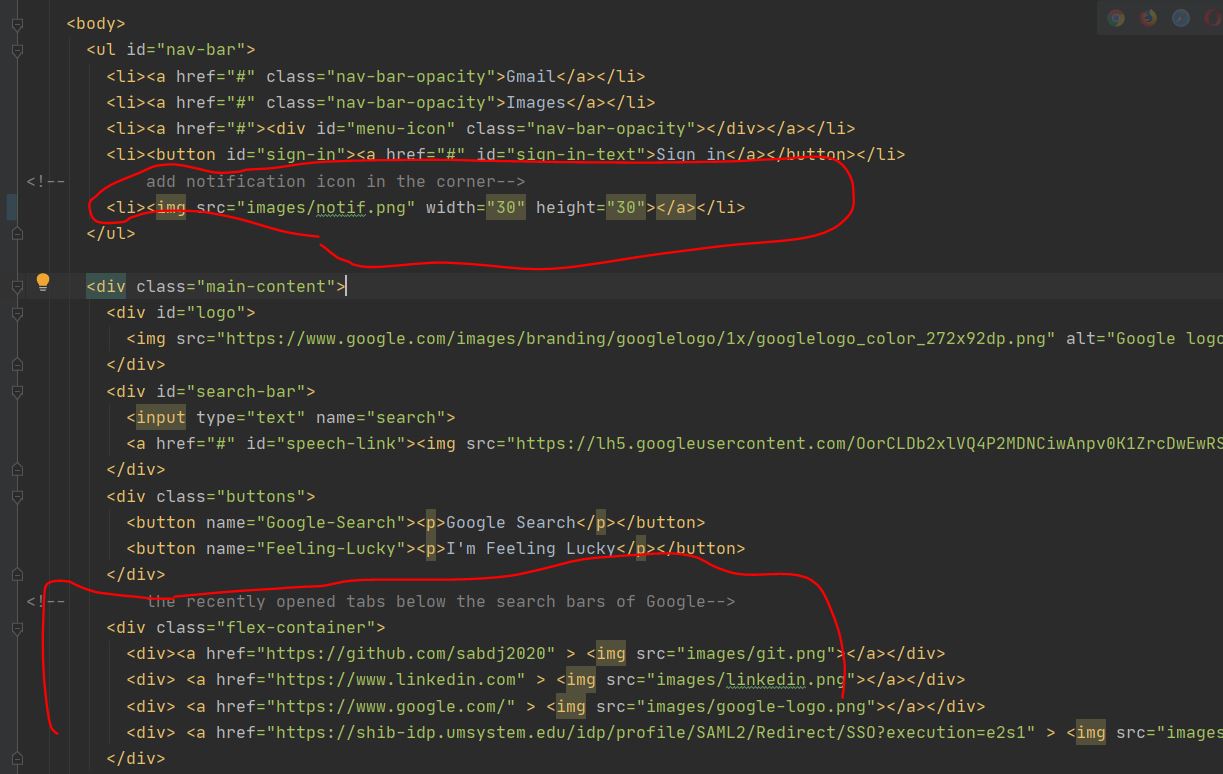 <body>
<ul id="nav-bar">
<li><a href="#" class="nav-bar-opacity">Gmail</a></li>
<li><a href="#" class="nav-bar-opacity">Images</a></li>
<li><a href="#"><div id="menu-icon" class="nav-bar-opacity"></div></a></li>
<li><button id="sign-in"><a href="#" id="sign-in-text">Sign in</a></button></li>
<!-- add notification icon in the corner-->
<li><img src="images/notif.png" width="30" height="30"></a></li>
</ul>
<div class="main-content">
<div id="logo">
<img src="https://www.google.com/images/branding/googlelogo/1x/googlelogo_color_272x92dp.png" alt="Google logo
</div>
<div id="search-bar">
<input type="text" name="search">
<a href="#" id="speech-link"><img src="https://lh5.googleusercontent.com/OorCLDb2xlVQ4P2MDNCiwAnpv0K1ZrcDwEwRS
</div>
<div class="buttons">
<button name="Google-Search"><p>Google Search</p></button>
<button name="Feeling-Lucky"><p>I'm Feeling Lucky</p></button>
</div>
<!-- the recently opened tabs below the search bars of Google-->
<div class="flex-container">
<div><a href="https://github.com/sabdj2020" > <img src="images/git.png"></a></div>
<div> <a href="https://www.linkedin.com" > <img src="images/linkedin.png"></a></div>
<div> <a href="https://www.google.com/" > <img src="images/google-logo.png"></a></div>
<div> <a href="https://shib-idp.umsystem.edu/idp/profile/SAML2/Redirect/SSO?execution=e2s1" > <img src="images
</div>